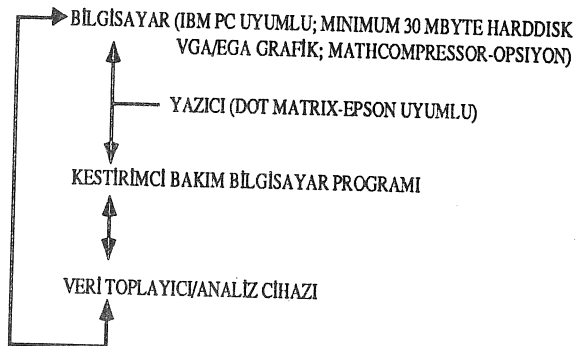 BİLGİSAYAR (IBM PC UYUMLU; MINIMUM 30 MBYTE HARDDISK
VGA/EGA GRAFİK; MATHCOMPRESSOR-OPSIYON)
YAZICI (DOT MATRIX-EPSON UYUMLU)
KESTİRİMCİ BAKIM BİLGİSAYAR PROGRAMI
VERİ TOPLAYICI/ANALİZ CİHAZI